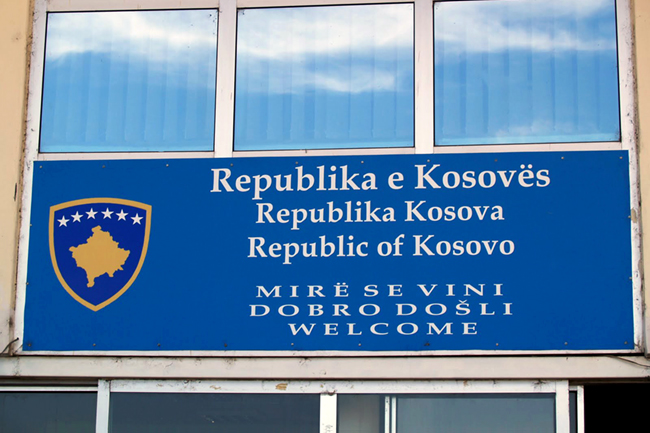 Republika e Kosovës
Republika Kosova
Republic of Kosovo
MIRË SE VINI
DOBRO DOŠLI
WELCOME